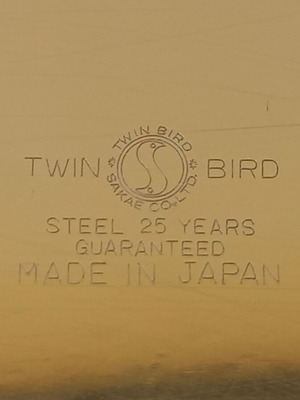 TWIN BIRD
SAKAE CO.,LTD.
TWIN BIRD
STEEL 25 YEARS
GUARANTEED
MADE IN JAPAN